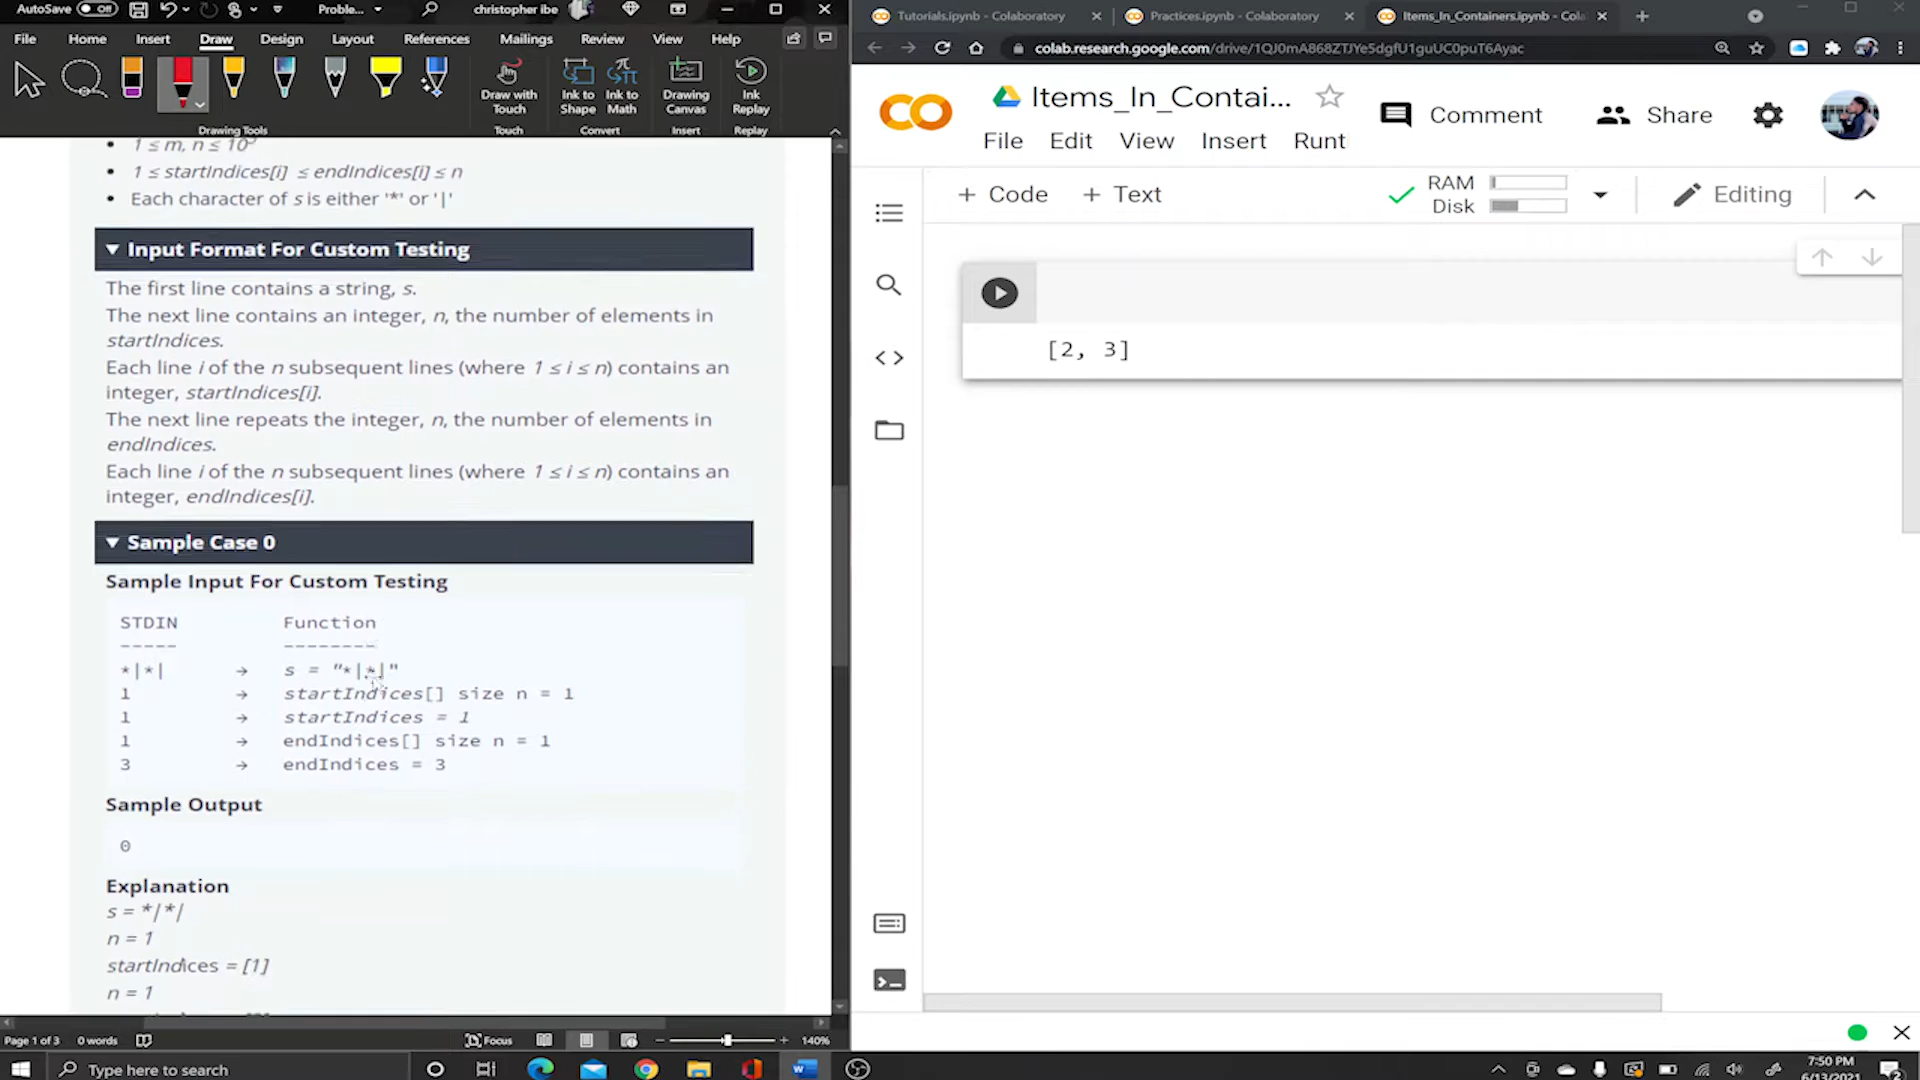 AutoSave Off Proble... christopher ibe
File Home Insert Draw Design Layout References Mailings Review View Help
Draw with Touch
Ink to Shape
Ink to Math
Drawing Canvas
Ink Replay
Drawing Tools Touch Convert Insert Replay
1 ≤ m, n ≤ 10⁵
1 ≤ startIndices[i] ≤ endIndices[i] ≤ n
Each character of s is either '*' or '|'
Input Format For Custom Testing
The first line contains a string, s.
The next line contains an integer, n, the number of elements in
startIndices.
Each line i of the n subsequent lines (where 1 ≤ i ≤ n) contains an
integer, startIndices[i].
The next line repeats the integer, n, the number of elements in
endIndices.
Each line i of the n subsequent lines (where 1 ≤ i ≤ n) contains an
integer, endIndices[i].
Sample Case 0
Sample Input For Custom Testing
STDIN Function
----- --------
*|*| → s = "*|*|"
1 → startIndices[] size n = 1
1 → startIndices = 1
1 → endIndices[] size n = 1
3 → endIndices = 3
Sample Output
0
Explanation
s = *|*|
n = 1
startIndices = [1]
n = 1
Page 1 of 3 0 words Focus 140%
Type here to search
Tutorials.ipynb - Colaboratory Practices.ipynb - Colaboratory Items_In_Containers.ipynb - Cola
colab.research.google.com/drive/1QJ0mA868ZTJYe5dgfU1guUC0puT6Ayac
Items_In_Contai...
Comment Share
File Edit View Insert Runt
+ Code + Text RAM Disk Editing
[2, 3]
7:50 PM
6/13/2021
2